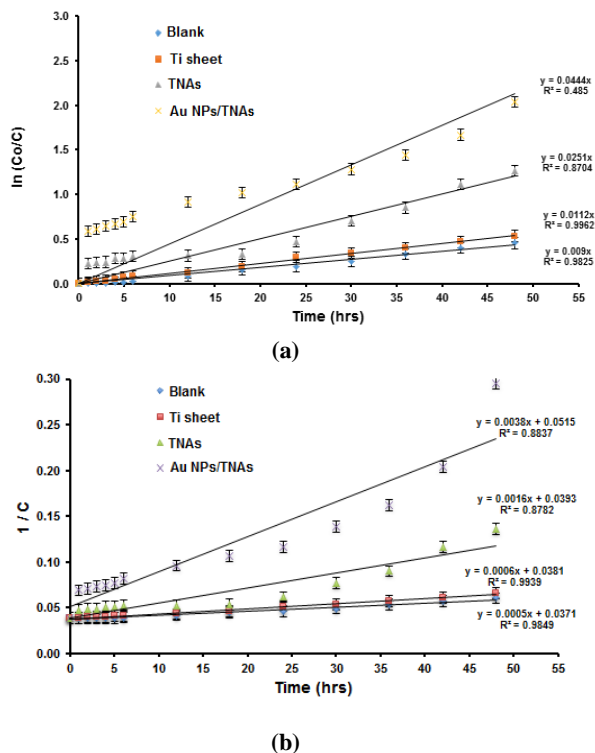 3.0
2.5
2.0
1.5
1.0
0.5
0.0
ln (Co/C)
Blank
Ti sheet
TNAs
Au NPs/TNAs
y = 0.0444x
R² = 0.485
y = 0.0251x
R² = 0.8704
y = 0.0112x
R² = 0.9962
y = 0.009x
R² = 0.9825
0 5 10 15 20 25 30 35 40 45 50 55
Time (hrs)
(a)
0.30
0.25
0.20
0.15
0.10
0.05
0.00
1 / C
Blank
Ti sheet
TNAs
Au NPs/TNAs
y = 0.0038x + 0.0515
R² = 0.8837
y = 0.0016x + 0.0393
R² = 0.8782
y = 0.0006x + 0.0381
R² = 0.9939
y = 0.0005x + 0.0371
R² = 0.9849
0 5 10 15 20 25 30 35 40 45 50 55
Time (hrs)
(b)